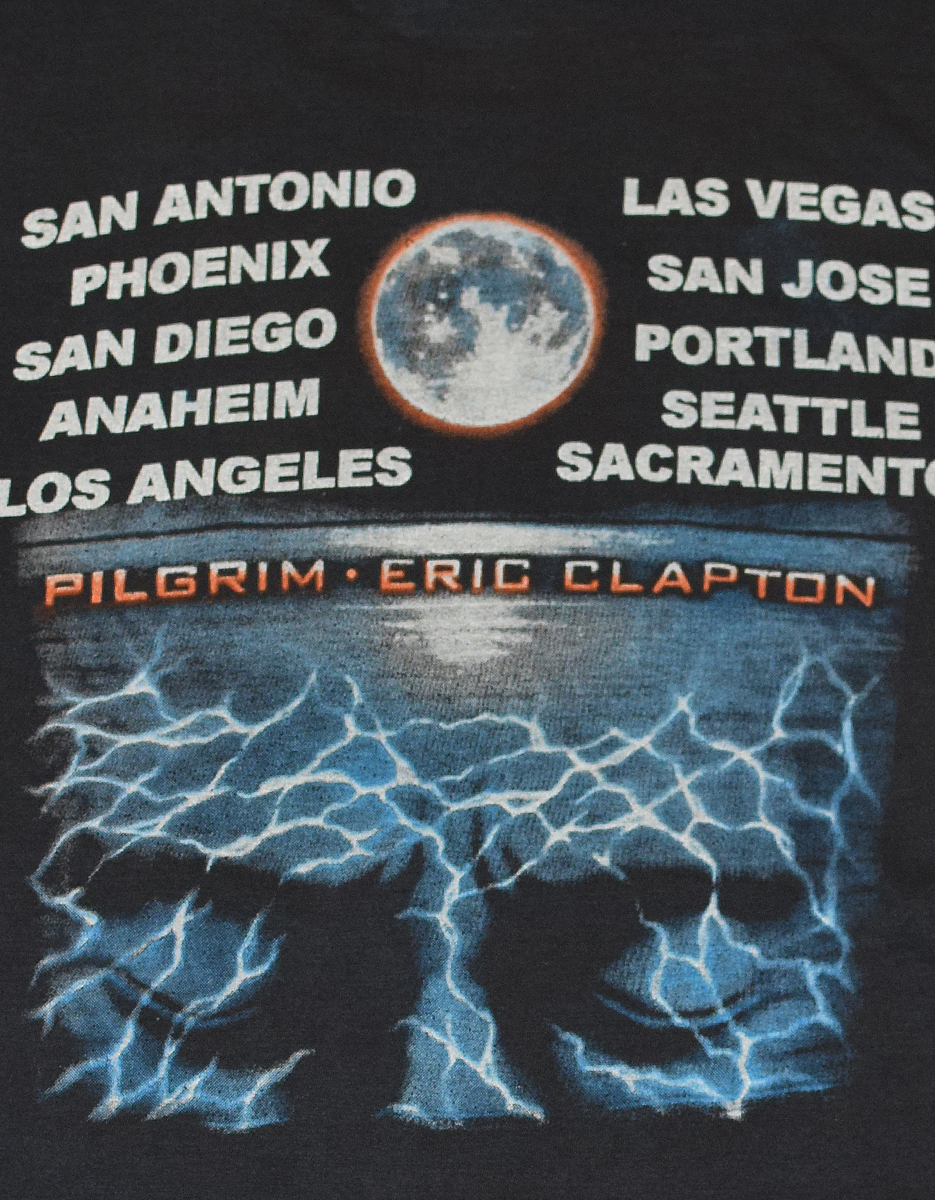 SAN ANTONIO
PHOENIX
SAN DIEGO
ANAHEIM
LOS ANGELES
LAS VEGAS
SAN JOSE
PORTLAND
SEATTLE
SACRAMENTO
PILGRIM • ERIC CLAPTON